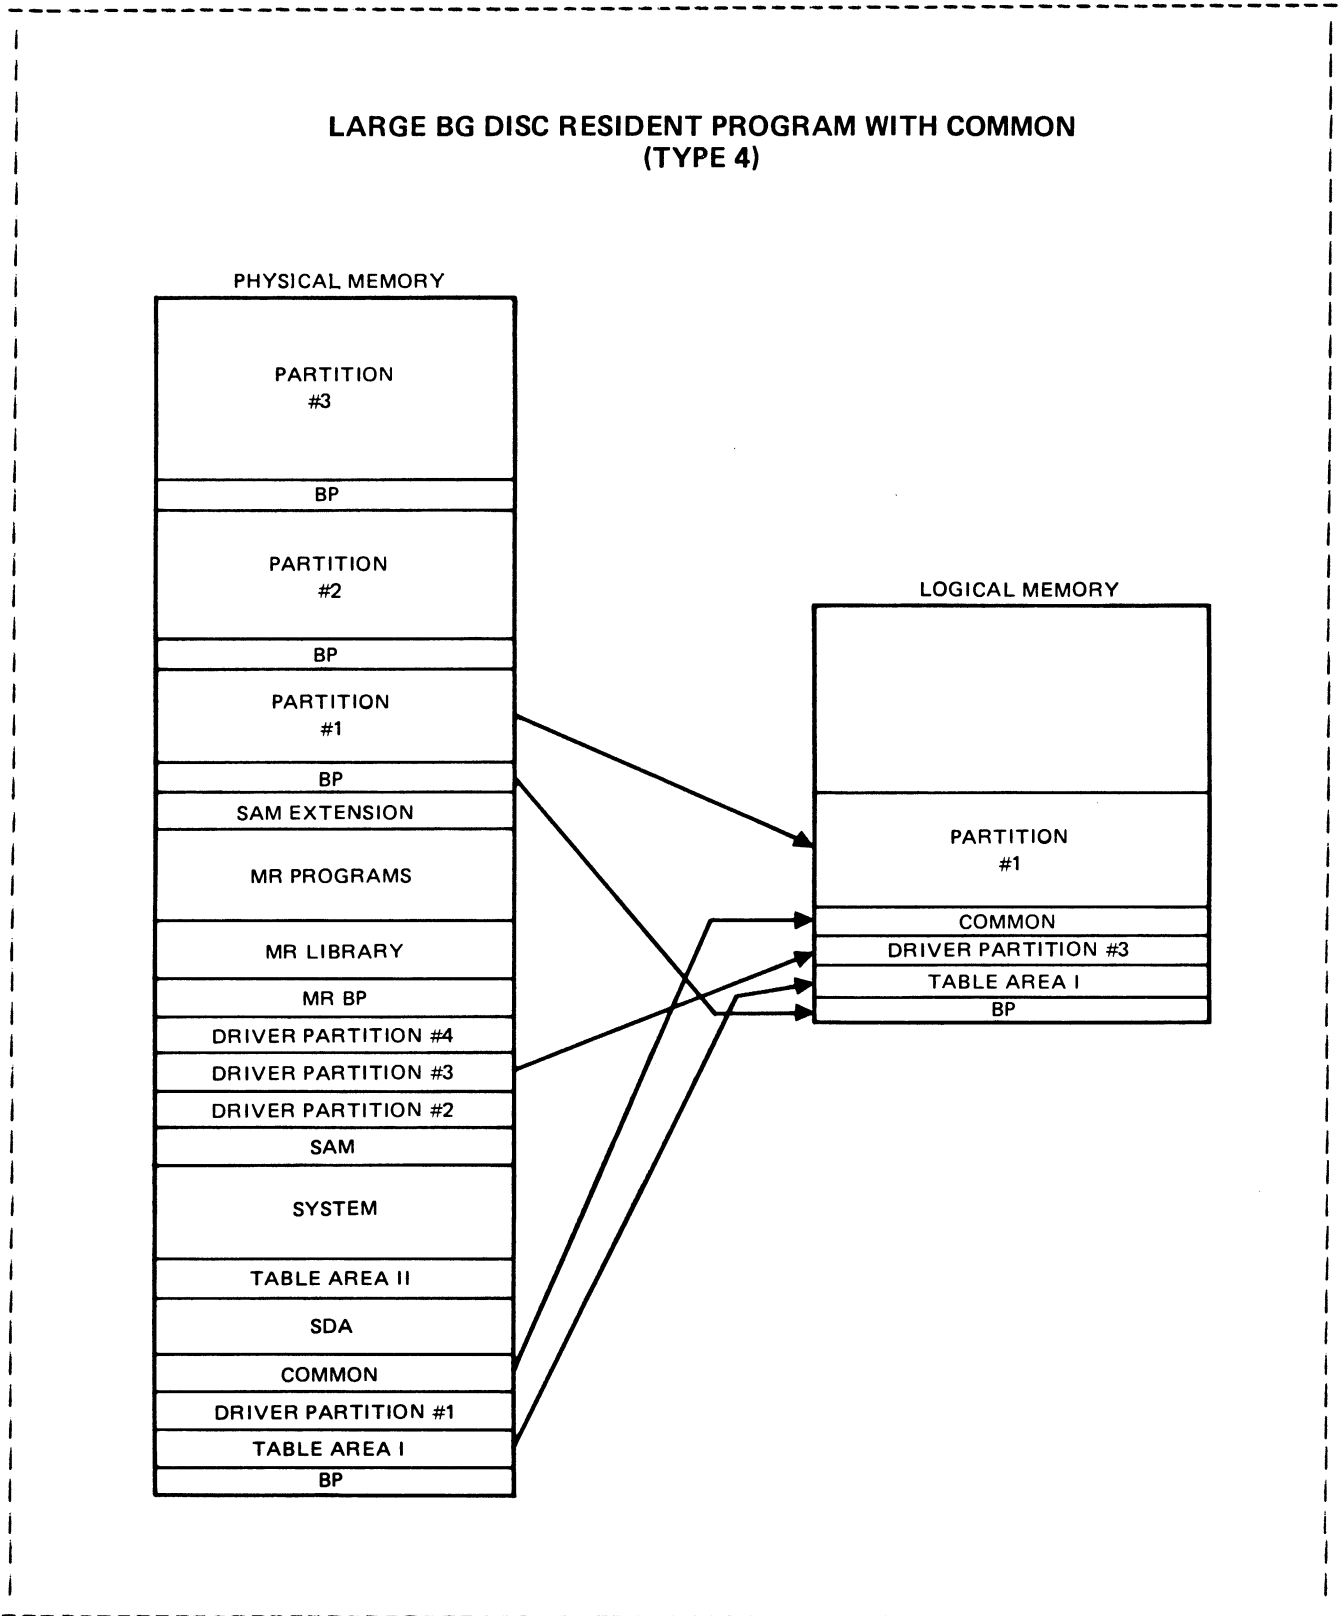 LARGE BG DISC RESIDENT PROGRAM WITH COMMON
(TYPE 4)
PHYSICAL MEMORY
PARTITION
#3
BP
PARTITION
#2
BP
PARTITION
#1
BP
SAM EXTENSION
MR PROGRAMS
MR LIBRARY
MR BP
DRIVER PARTITION #4
DRIVER PARTITION #3
DRIVER PARTITION #2
SAM
SYSTEM
TABLE AREA II
SDA
COMMON
DRIVER PARTITION #1
TABLE AREA I
BP
LOGICAL MEMORY
PARTITION
#1
COMMON
DRIVER PARTITION #3
TABLE AREA I
BP